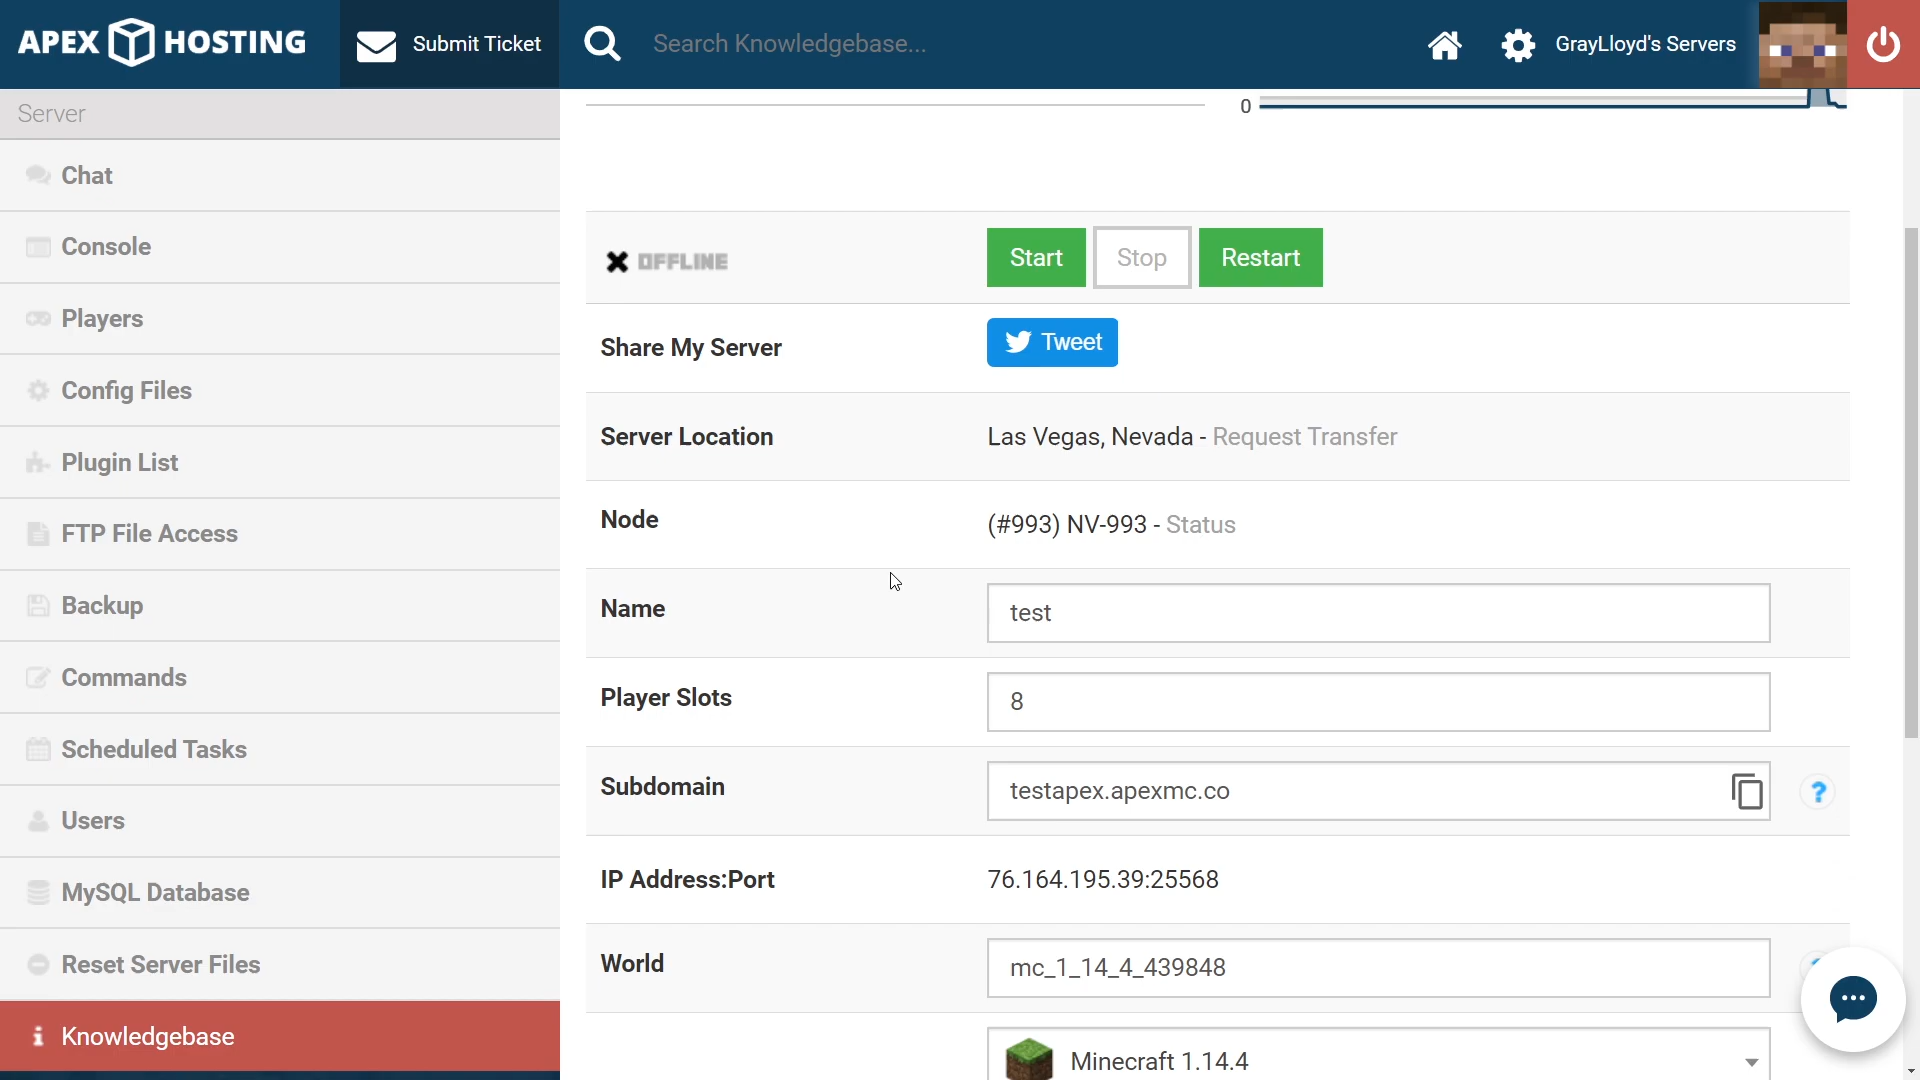 APEX HOSTING
Submit Ticket
Search Knowledgebase...
GrayLloyd's Servers
Server
Chat
Console
Players
Config Files
Plugin List
FTP File Access
Backup
Commands
Scheduled Tasks
Users
MySQL Database
Reset Server Files
Knowledgebase
0
OFFLINE
Start
Stop
Restart
Share My Server
Tweet
Server Location
Las Vegas, Nevada - Request Transfer
Node
(#993) NV-993 - Status
Name
test
Player Slots
8
Subdomain
testapex.apexmc.co
?
IP Address:Port
76.164.195.39:25568
World
mc_1_14_4_439848
Minecraft 1.14.4